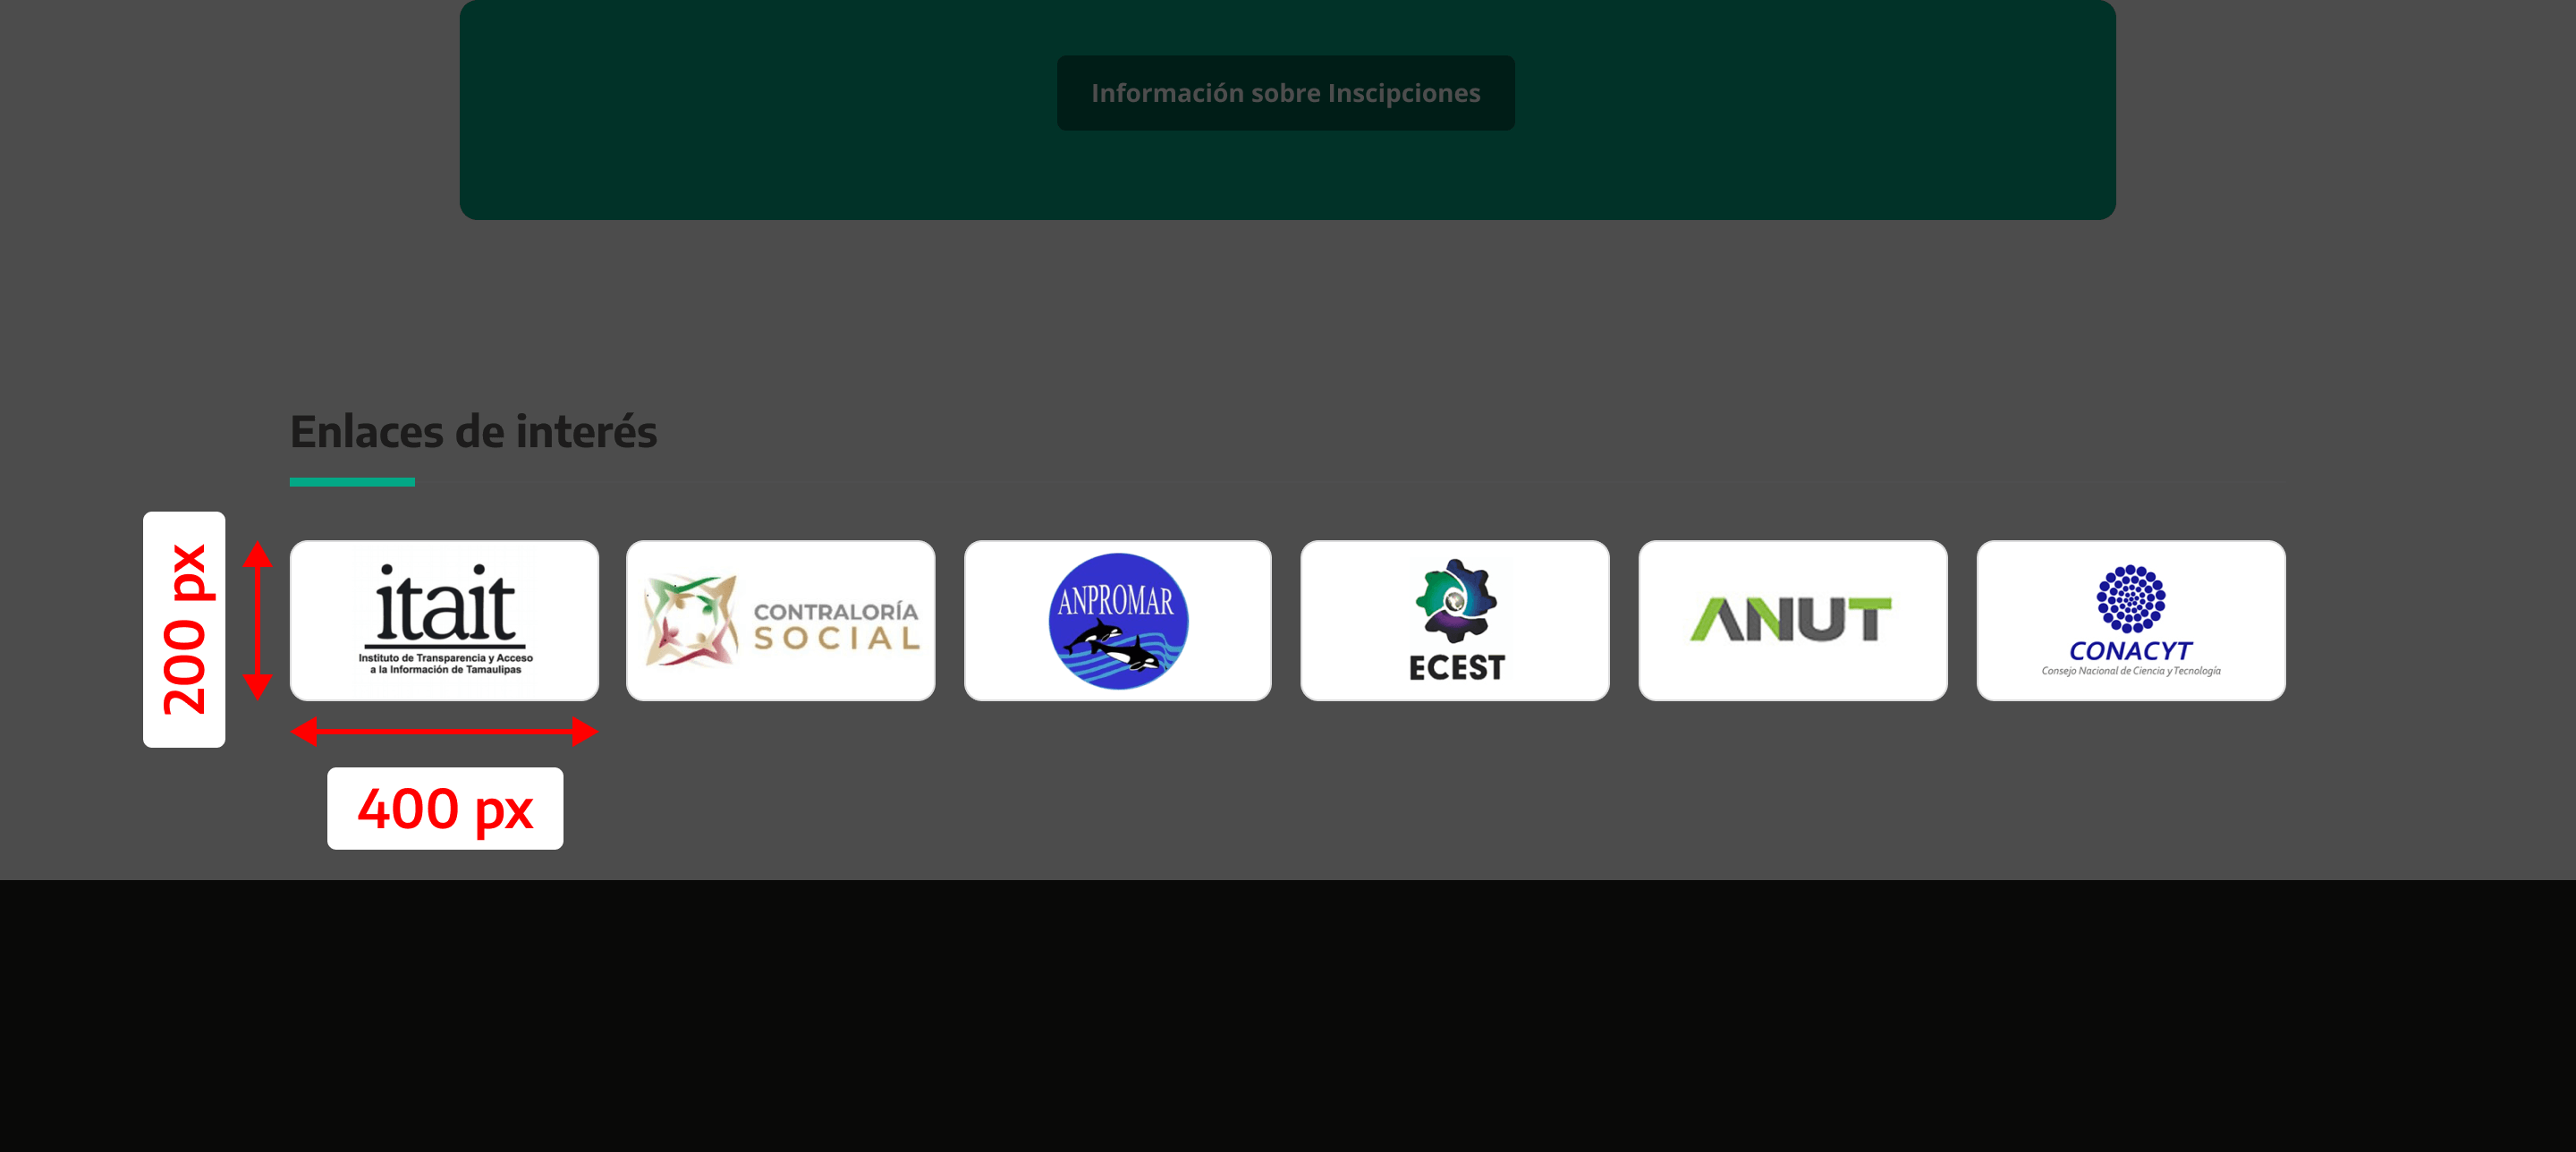 Información sobre Inscipciones
Enlaces de interés
200 px
itait
Instituto de Transparencia y Acceso
a la Información de Tamaulipas
CONTRALORÍA
SOCIAL
ANPROMAR
ECEST
ANUT
CONACYT
Consejo Nacional de Ciencia y Tecnología
400 px